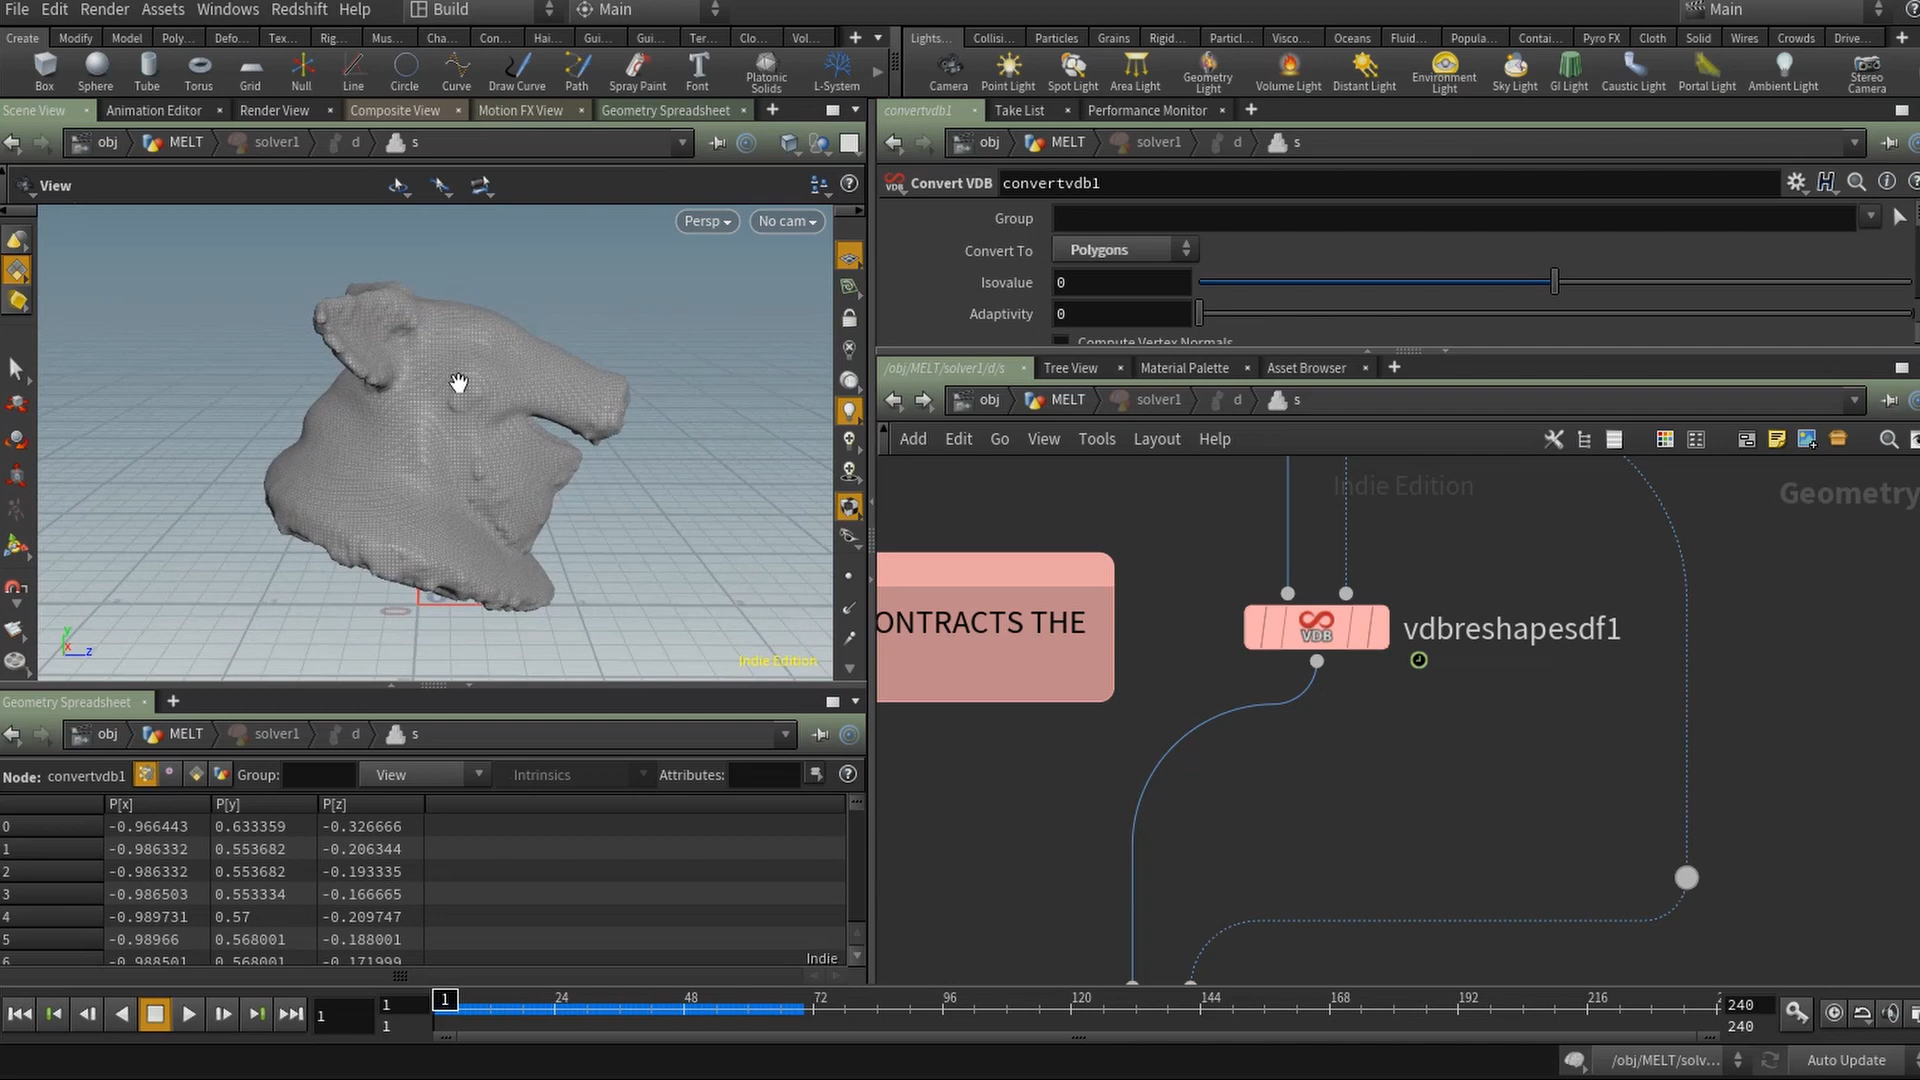 File Edit Render Assets Windows Redshift Help Build Main Main
Create Modify Model Poly... Defo... Tex... Rig... Mus... Cha... Con... Hai... Gui... Gui... Ter... Clo... Vol...
Lights... Collisi... Particles Grains Rigid... Particl... Visco... Oceans Fluid... Popula... Contai... Pyro FX Cloth Solid Wires Crowds Drive...
Box Sphere Tube Torus Grid Null Line Circle Curve Draw Curve Path Spray Paint Font Platonic Solids L-System
Camera Point Light Spot Light Area Light Geometry Light Volume Light Distant Light Environment Light Sky Light GI Light Caustic Light Portal Light Ambient Light Stereo Camera
Scene View Animation Editor Render View Composite View Motion FX View Geometry Spreadsheet
obj MELT solver1 d s
View
Persp No cam
y
x
z
Indie Edition
convertvdb1 Take List Performance Monitor
obj MELT solver1 d s
Convert VDB convertvdb1
Group
Convert To Polygons
Isovalue 0
Adaptivity 0
Compute Vertex Normals
/obj/MELT/solver1/d/s Tree View Material Palette Asset Browser
obj MELT solver1 d s
Add Edit Go View Tools Layout Help
Indie Edition
Geometry
ONTRACTS THE
VDB
vdbreshapesdf1
Geometry Spreadsheet
obj MELT solver1 d s
Node: convertvdb1 Group: View Intrinsics Attributes:
P[x] P[y] P[z]
0 -0.966443 0.633359 -0.326666
1 -0.986332 0.553682 -0.206344
2 -0.986332 0.553682 -0.193335
3 -0.986503 0.553334 -0.166665
4 -0.989731 0.57 -0.209747
5 -0.98966 0.568001 -0.188001
6 -0.988501 0.568001 -0.171999
Indie
1 1 1 24 48 72 96 120 144 168 192 216 240
1 240
/obj/MELT/solv... Auto Update